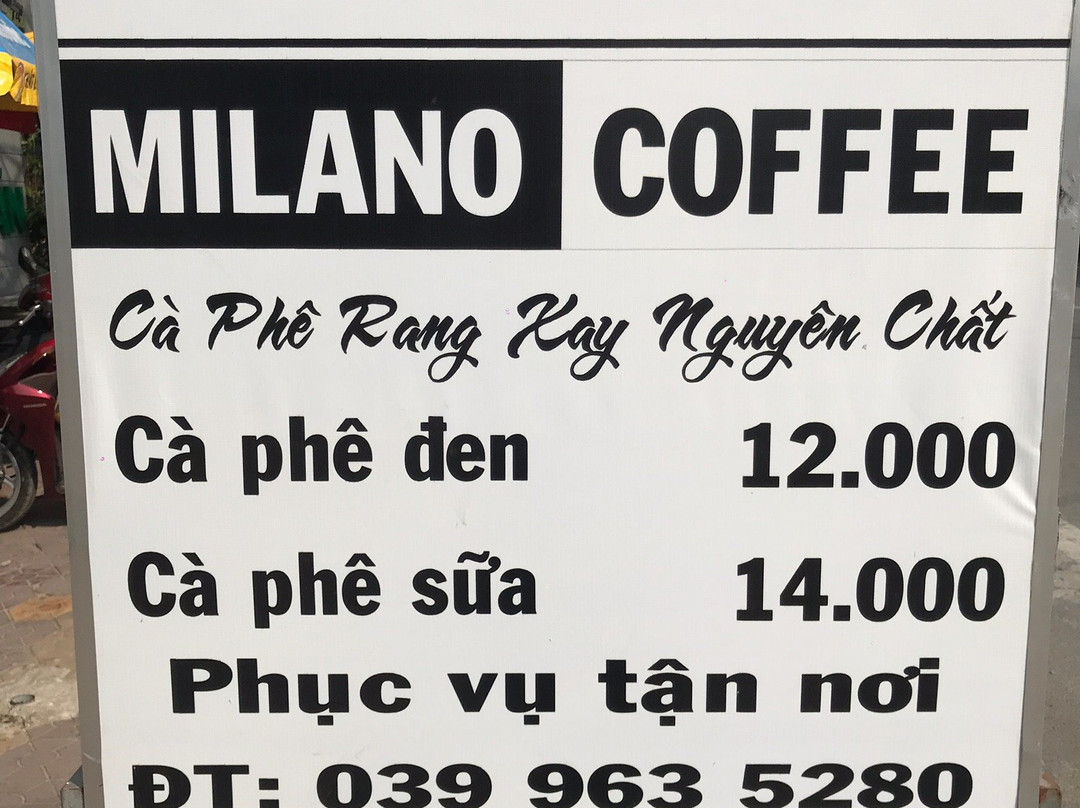 MILANO COFFEE
Cà Phê Rang Xay Nguyên Chất
Cà phê đen 12.000
Cà phê sữa 14.000
Phục vụ tận nơi
ĐT: 039 963 5280